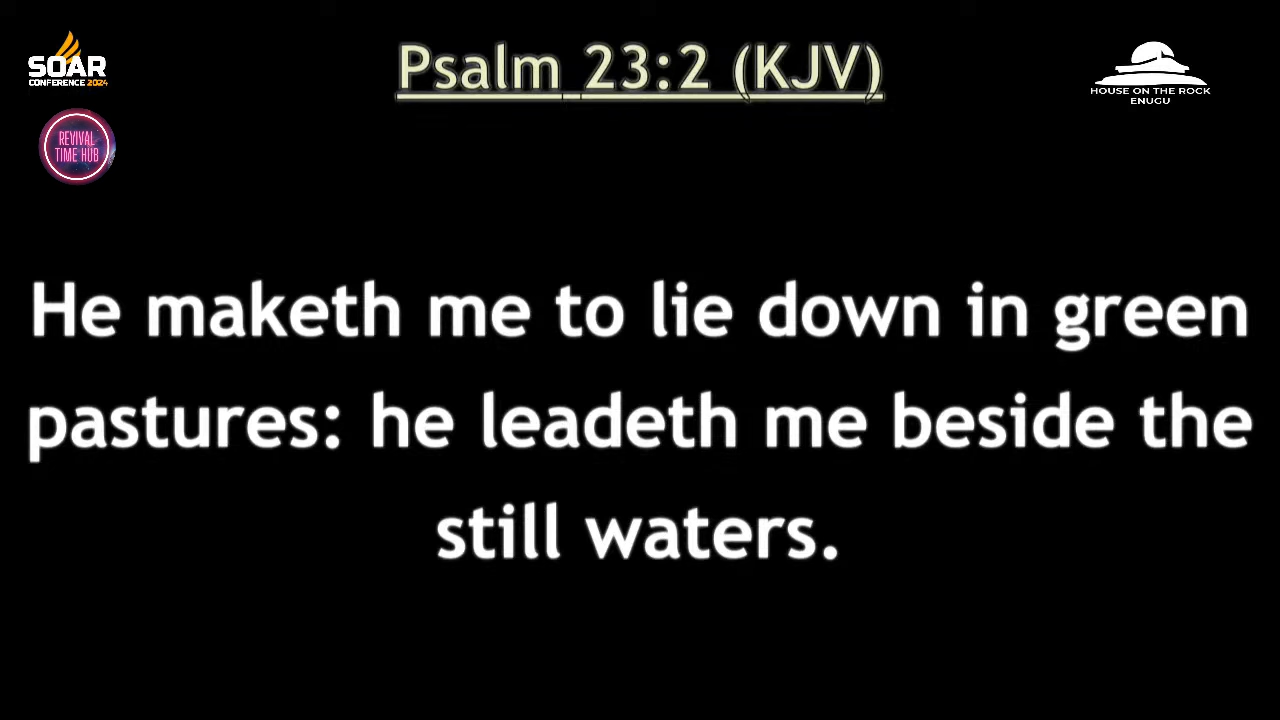 SOAR
CONFERENCE 2024
REVIVAL
TIME HUB
Psalm 23:2 (KJV)
HOUSE ON THE ROCK
ENUGU
He maketh me to lie down in green
pastures: he leadeth me beside the
still waters.